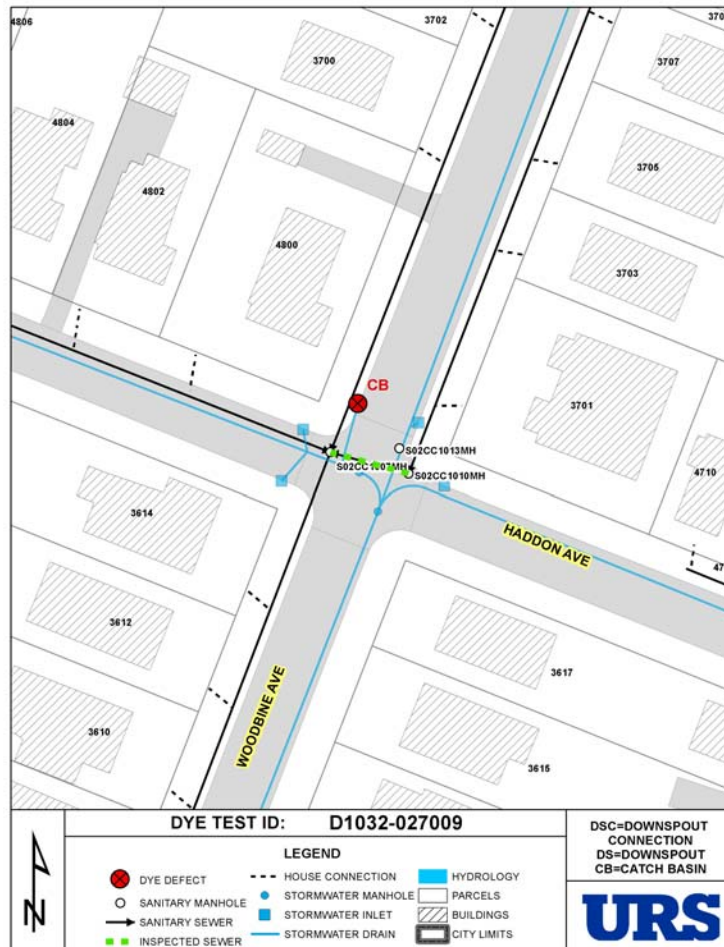 4806
3702
370
3700
3707
4804
4802
3705
4800
3703
CB
3701
S02CC1013MH
S02CC1010MH
4710
3614
HADDON AVE
47
3612
3617
WOODBINE AVE
3610
3615
DYE TEST ID: D1032-027009
LEGEND
DYE DEFECT
SANITARY MANHOLE
SANITARY SEWER
INSPECTED SEWER
HOUSE CONNECTION
STORMWATER MANHOLE
STORMWATER INLET
STORMWATER DRAIN
HYDROLOGY
PARCELS
BUILDINGS
CITY LIMITS
N
DSC=DOWNSPOUT
CONNECTION
DS=DOWNSPOUT
CB=CATCH BASIN
URS